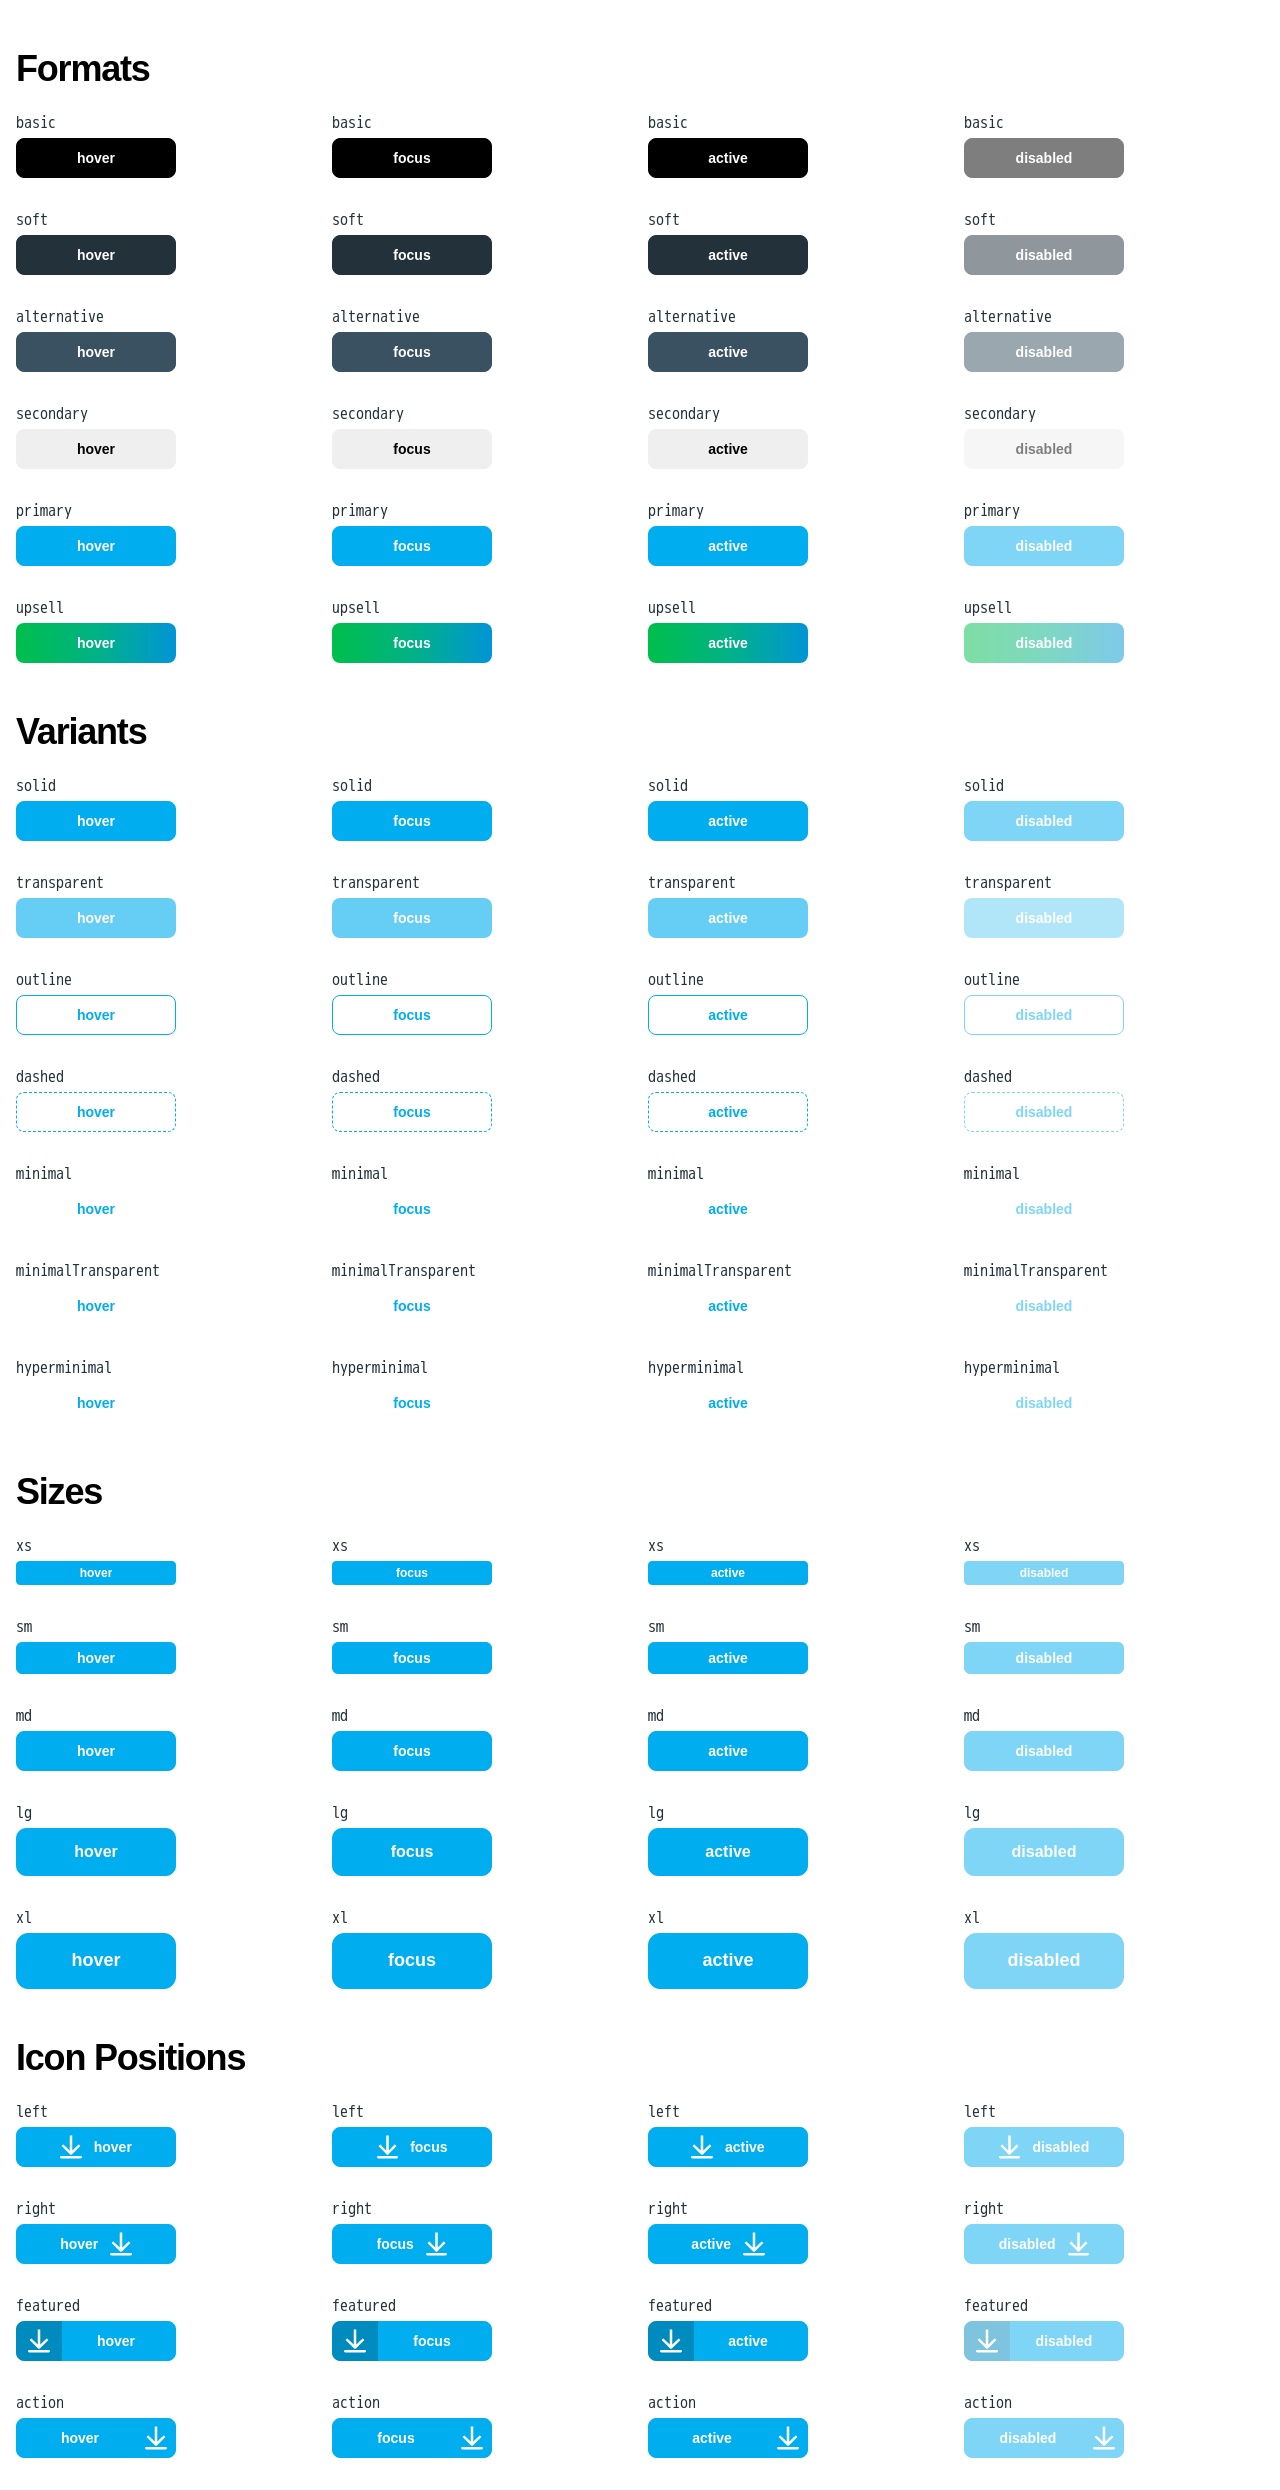 Formats
basic basic basic basic
hover focus active disabled
soft soft soft soft
hover focus active disabled
alternative alternative alternative alternative
hover focus active disabled
secondary secondary secondary secondary
hover focus active disabled
primary primary primary primary
hover focus active disabled
upsell upsell upsell upsell
hover focus active disabled
Variants
solid solid solid solid
hover focus active disabled
transparent transparent transparent transparent
hover focus active disabled
outline outline outline outline
hover focus active disabled
dashed dashed dashed dashed
hover focus active disabled
minimal minimal minimal minimal
hover focus active disabled
minimalTransparent minimalTransparent minimalTransparent minimalTransparent
hover focus active disabled
hyperminimal hyperminimal hyperminimal hyperminimal
hover focus active disabled
Sizes
xs xs xs xs
hover focus active disabled
sm sm sm sm
hover focus active disabled
md md md md
hover focus active disabled
lg lg lg lg
hover focus active disabled
xl xl xl xl
hover focus active disabled
Icon Positions
left left left left
hover focus active disabled
right right right right
hover focus active disabled
featured featured featured featured
hover focus active disabled
action action action action
hover focus active disabled